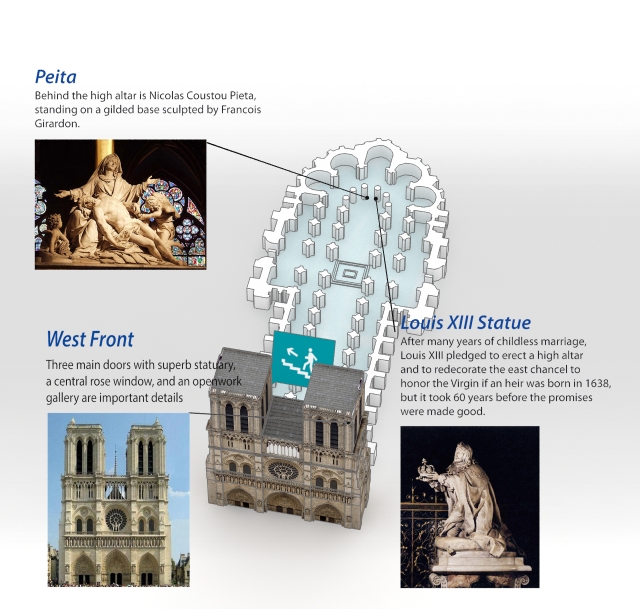 Peita
Behind the high altar is Nicolas Coustou Pieta,
standing on a gilded base sculpted by Francois
Girardon.
West Front
Three main doors with superb statuary,
a central rose window, and an openwork
gallery are important details
Louis XIII Statue
After many years of childless marriage,
Louis XIII pledged to erect a high altar
and to redecorate the east chancel to
honor the Virgin if an heir was born in 1638,
but it took 60 years before the promises
were made good.